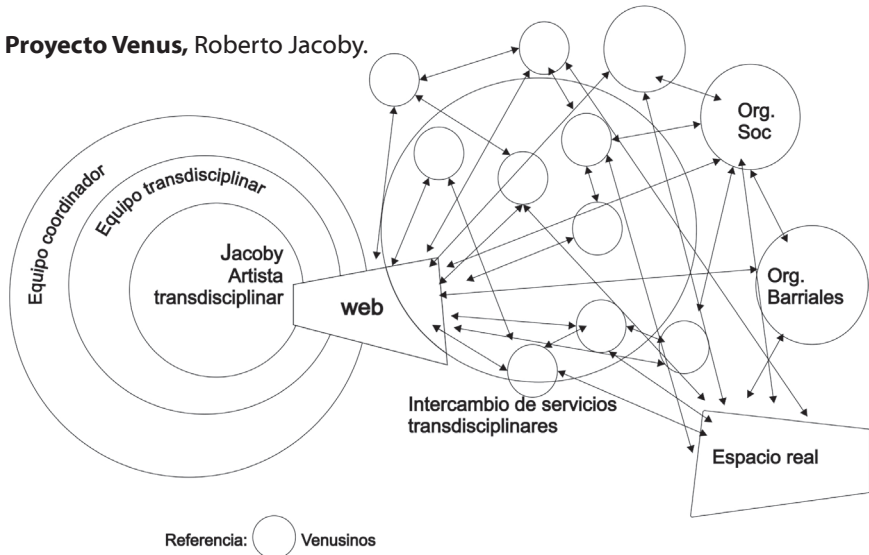 Proyecto Venus, Roberto Jacoby.
Equipo coordinador
Equipo transdisciplinar
Jacoby
Artista
transdisciplinar
web
Org.
Soc
Org.
Barriales
Intercambio de servicios
transdisciplinares
Espacio real
Referencia: Venusinos